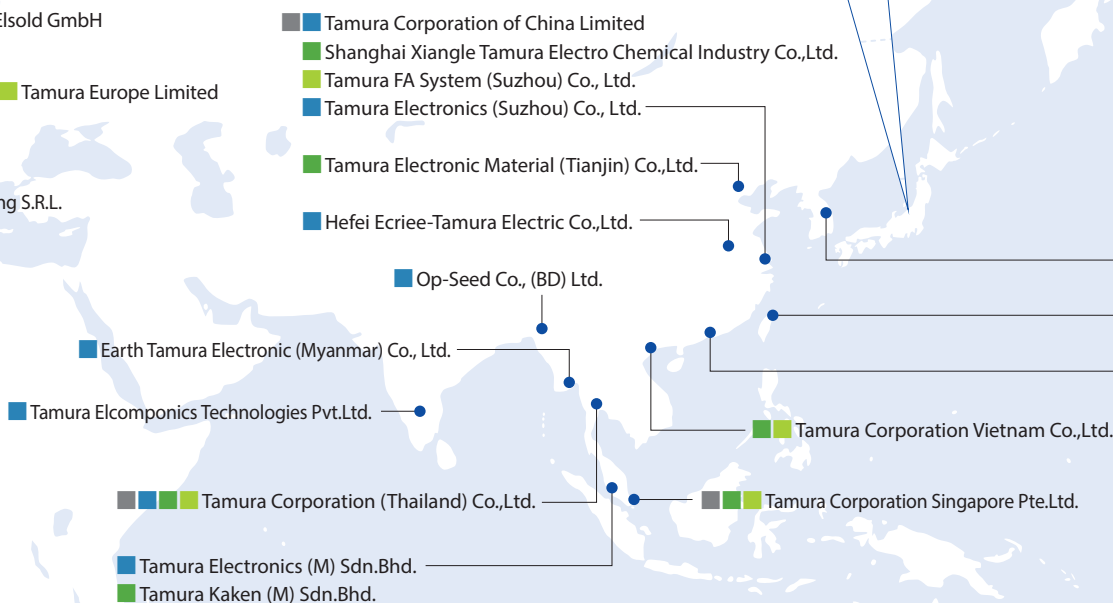 Elsold GmbH
Tamura Corporation of China Limited
Shanghai Xiangle Tamura Electro Chemical Industry Co.,Ltd.
Tamura Europe Limited
Tamura FA System (Suzhou) Co., Ltd.
Tamura Electronics (Suzhou) Co., Ltd.
Tamura Electronic Material (Tianjin) Co.,Ltd.
ng S.R.L.
Hefei Ecriee-Tamura Electric Co.,Ltd.
Op-Seed Co., (BD) Ltd.
Earth Tamura Electronic (Myanmar) Co., Ltd.
Tamura Elcomponics Technologies Pvt.Ltd.
Tamura Corporation Vietnam Co.,Ltd.
Tamura Corporation (Thailand) Co.,Ltd.
Tamura Corporation Singapore Pte.Ltd.
Tamura Electronics (M) Sdn.Bhd.
Tamura Kaken (M) Sdn.Bhd.